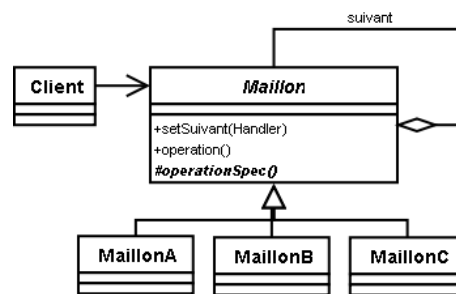 suivant
Client
Maillon
+setSuivant(Handler)
+operation()
#operationSpec()
MaillonA
MaillonB
MaillonC